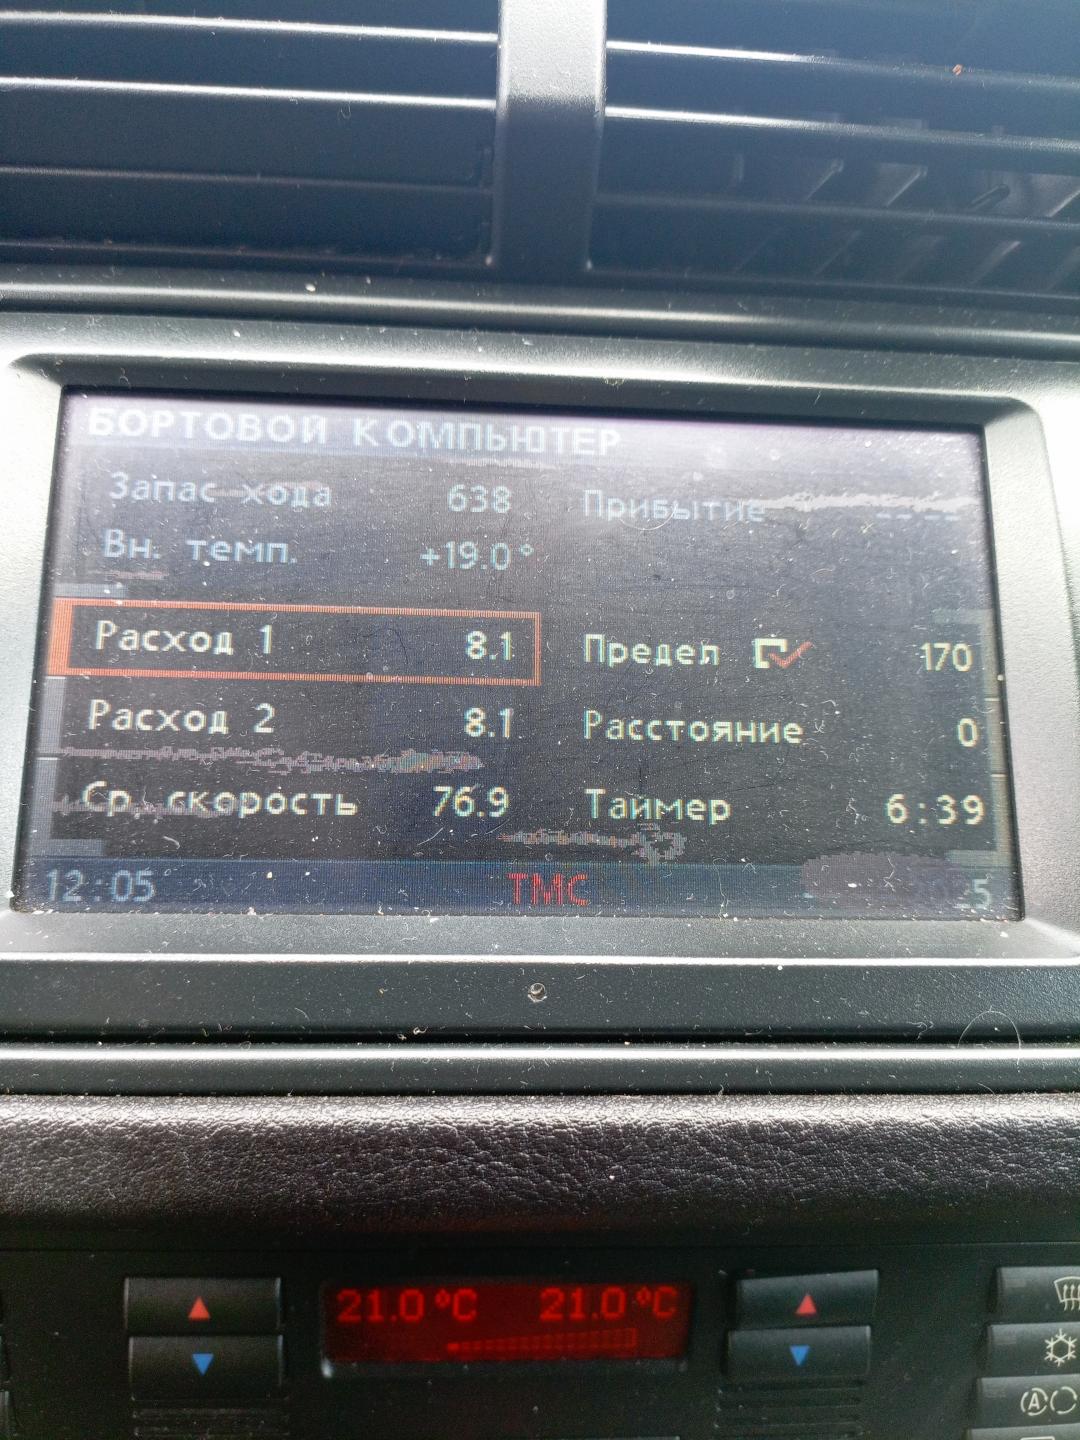 БОРТОВОЙ КОМПЬЮТЕР
Запас хода 638 Прибытие --.--
Вн. темп. +19.0°
Расход 1 8.1 Предел 170
Расход 2 8.1 Расстояние 0
Ср. скорость 76.9 Таймер 6:39
12:05 TMC
21.0°C 21.0°C
A